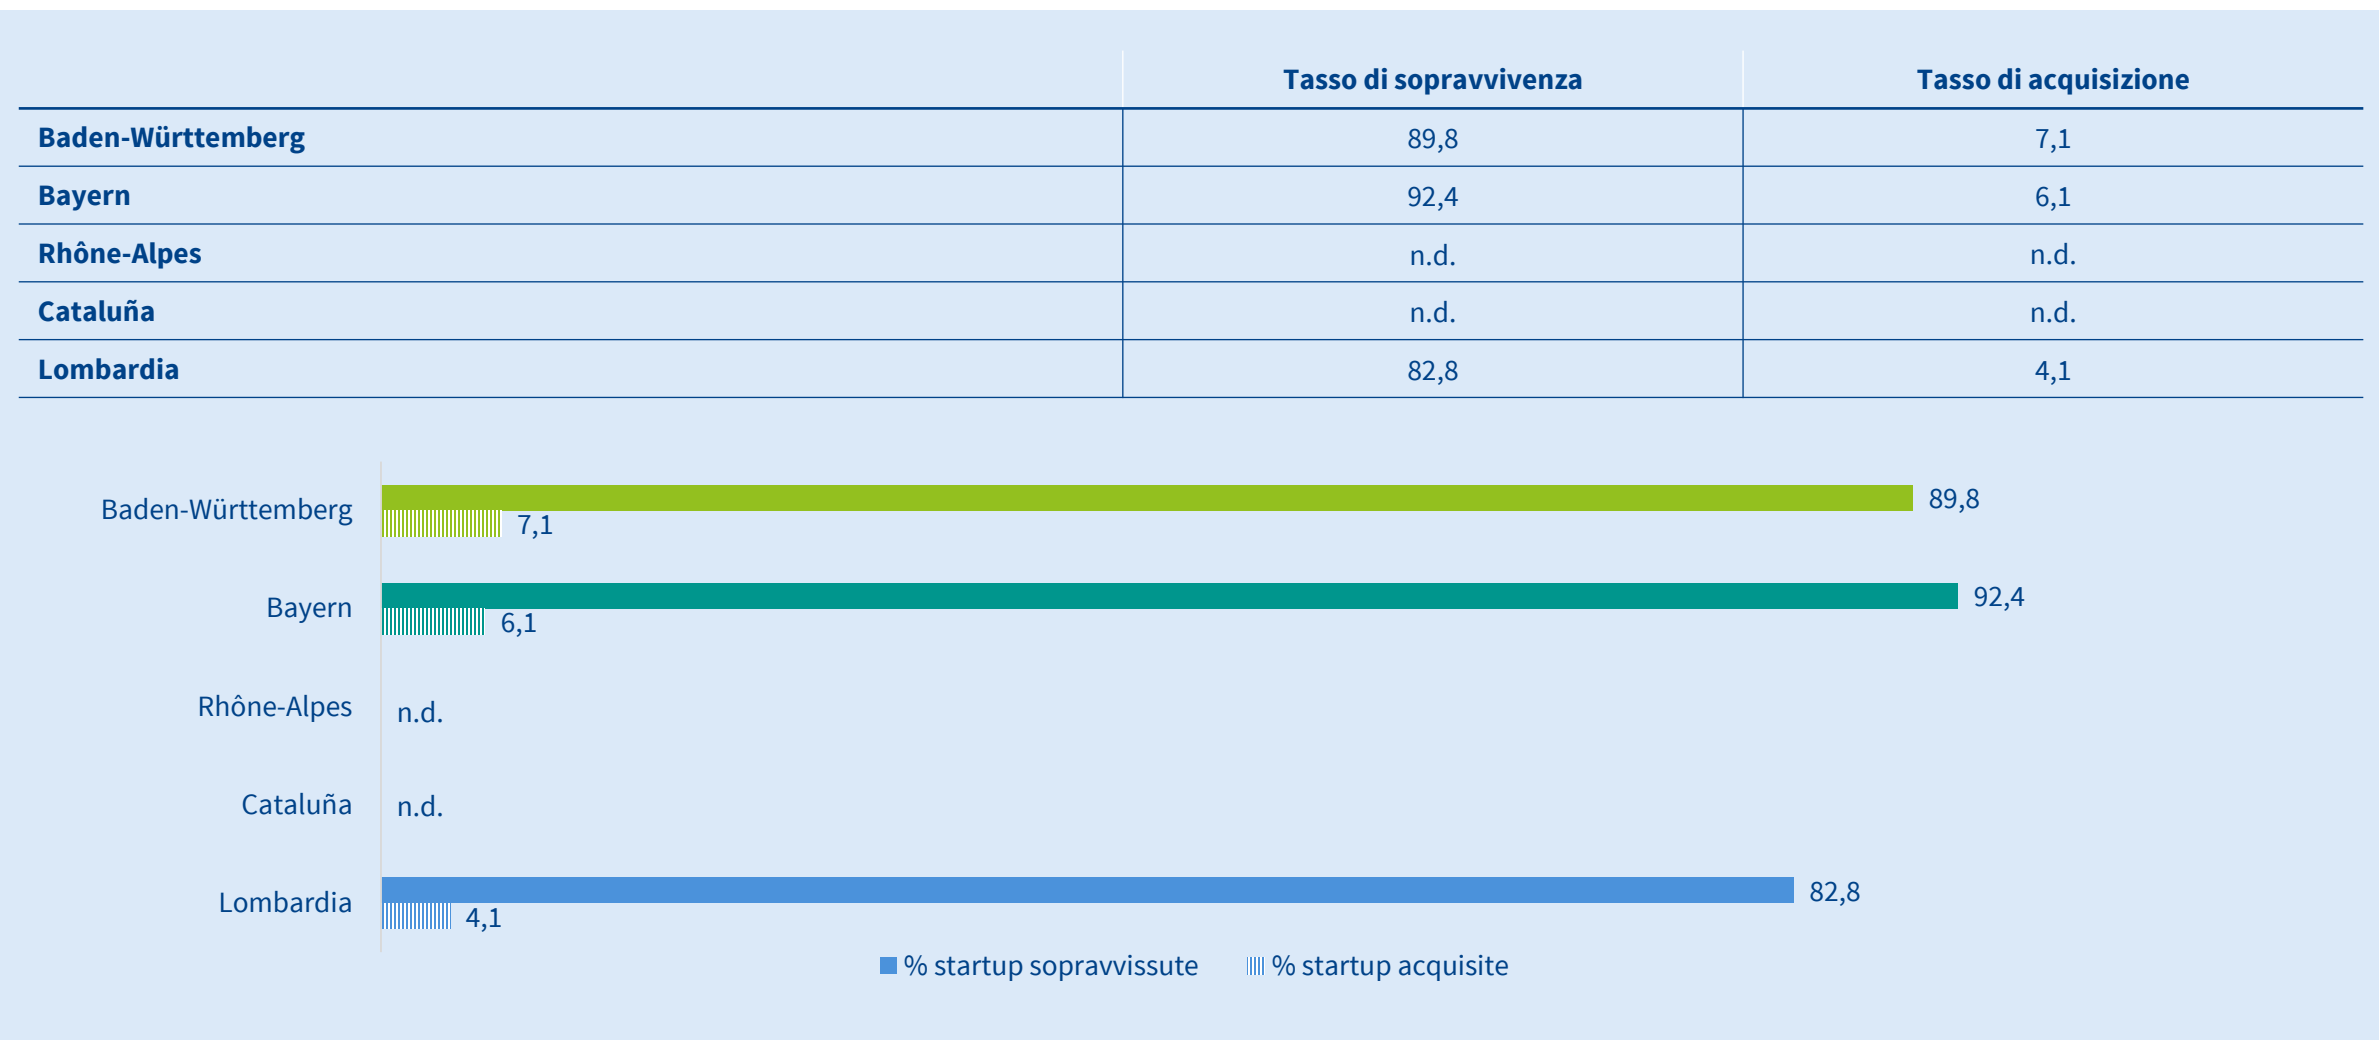 Tasso di sopravvivenza Tasso di acquisizione
Baden-Württemberg 89,8 7,1
Bayern 92,4 6,1
Rhône-Alpes n.d. n.d.
Cataluña n.d. n.d.
Lombardia 82,8 4,1
Baden-Württemberg 89,8
7,1
Bayern 92,4
6,1
Rhône-Alpes n.d.
Cataluña n.d.
Lombardia 82,8
4,1
% startup sopravvissute % startup acquisite